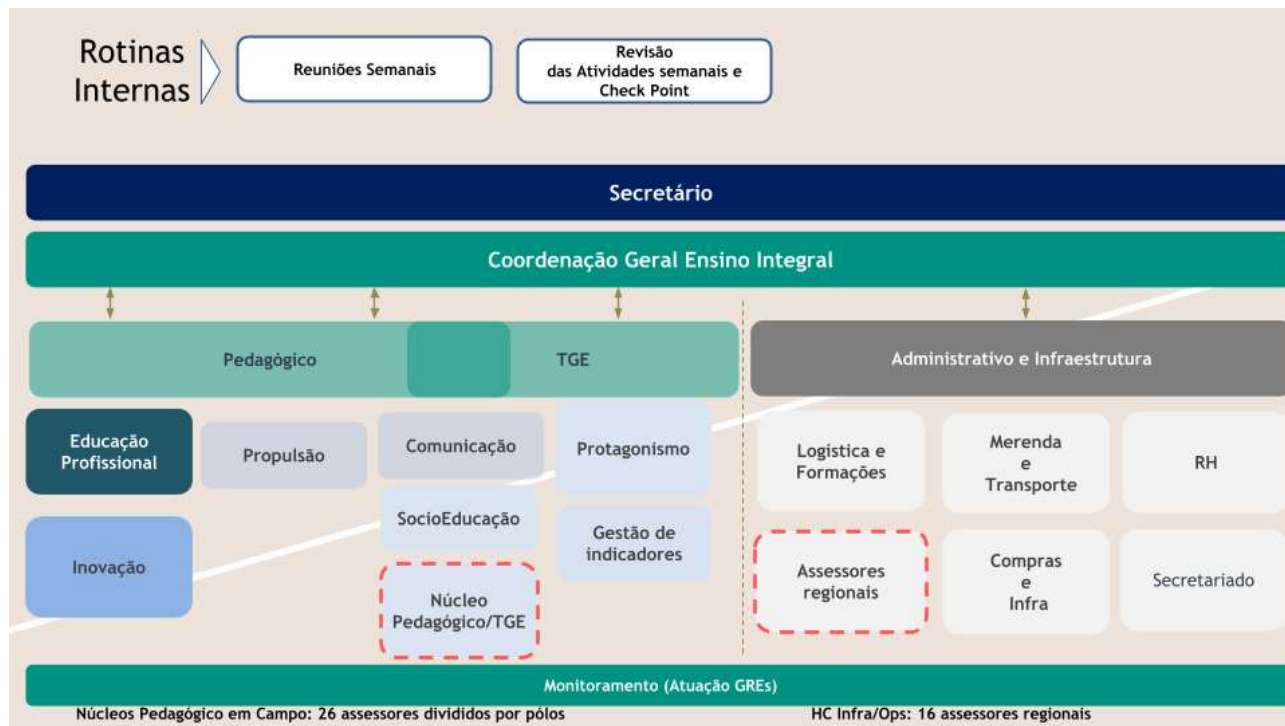 Rotinas
Internas
Reuniões Semanais
Revisão
das Atividades semanais e
Check Point
Secretário
Coordenação Geral Ensino Integral
Pedagógico
TGE
Administrativo e Infraestrutura
Educação
Profissional
Propulsão
Comunicação
Protagonismo
Logística e
Formações
Merenda
e
Transporte
RH
SocioEducação
Inovação
Gestão de
indicadores
Núcleo
Pedagógico/TGE
Assessores
regionais
Compras
e
Infra
Secretariado
Monitoramento (Atuação GREs)
Núcleos Pedagógico em Campo: 26 assessores divididos por pólos
HC Infra/Ops: 16 assessores regionais